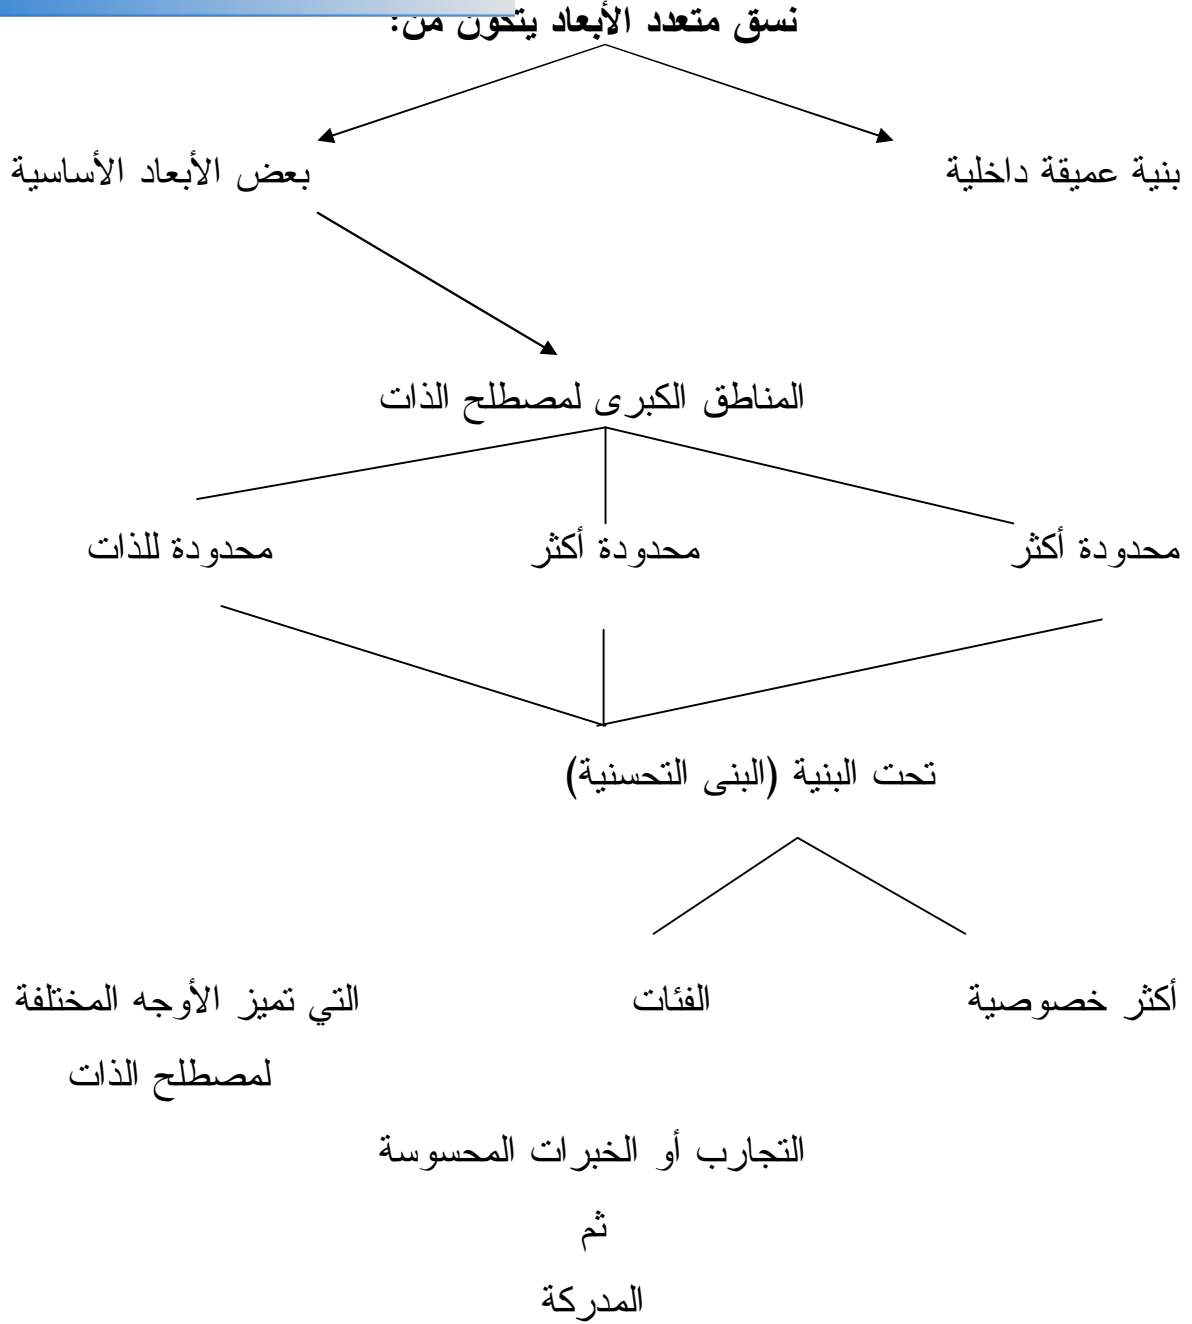 نسق متعدد الأبعاد يتكون من:
بنية عميقة داخلية بعض الأبعاد الأساسية
المناطق الكبرى لمصطلح الذات
محدودة أكثر محدودة أكثر محدودة للذات
تحت البنية (البنى التحسنية)
أكثر خصوصية الفئات التي تميز الأوجه المختلفة
لمصطلح الذات
التجارب أو الخبرات المحسوسة
ثم
المدركة